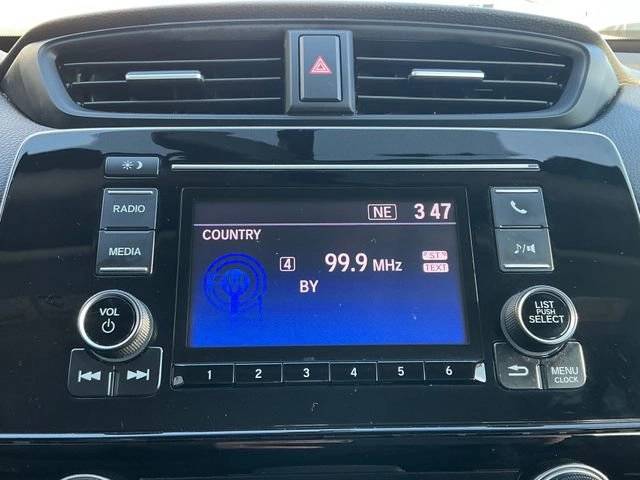 RADIO
MEDIA
VOL
NE 3 47
COUNTRY
4 99.9 MHz
ST
TEXT
BY
LIST
PUSH
SELECT
MENU
CLOCK
1 2 3 4 5 6